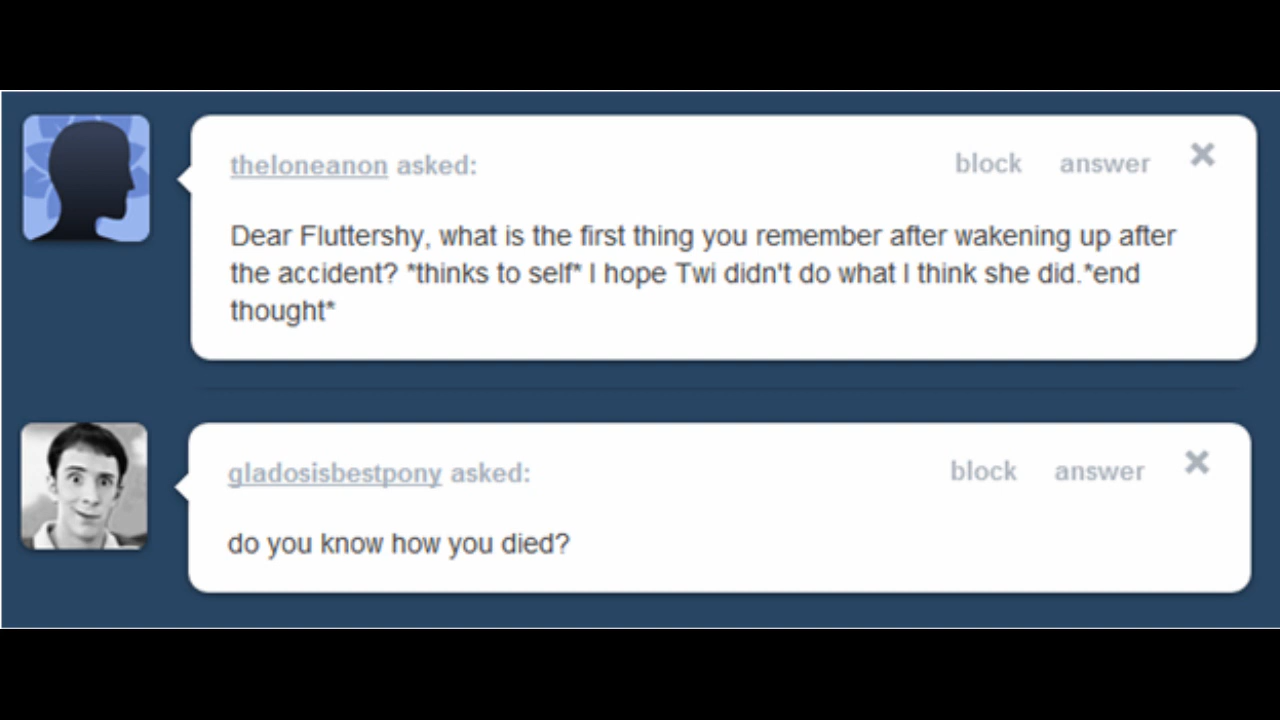 theloneanon asked:
block answer
Dear Fluttershy, what is the first thing you remember after wakening up after
the accident? *thinks to self* I hope Twi didn't do what I think she did.*end
thought*
gladosisbestpony asked:
block answer
do you know how you died?